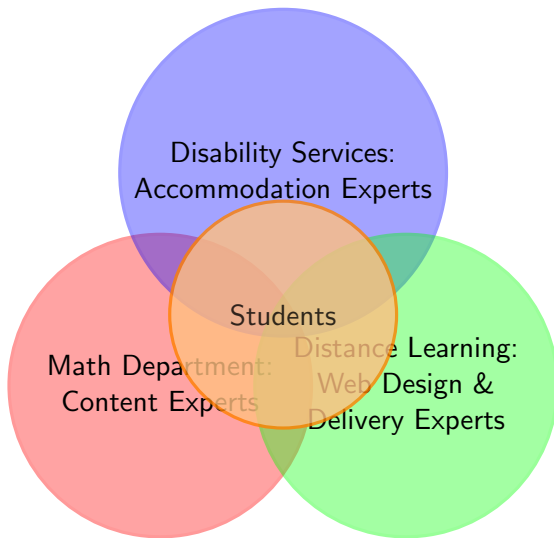 Disability Services:
Accommodation Experts
Students
Math Department:
Content Experts
Distance Learning:
Web Design &
Delivery Experts